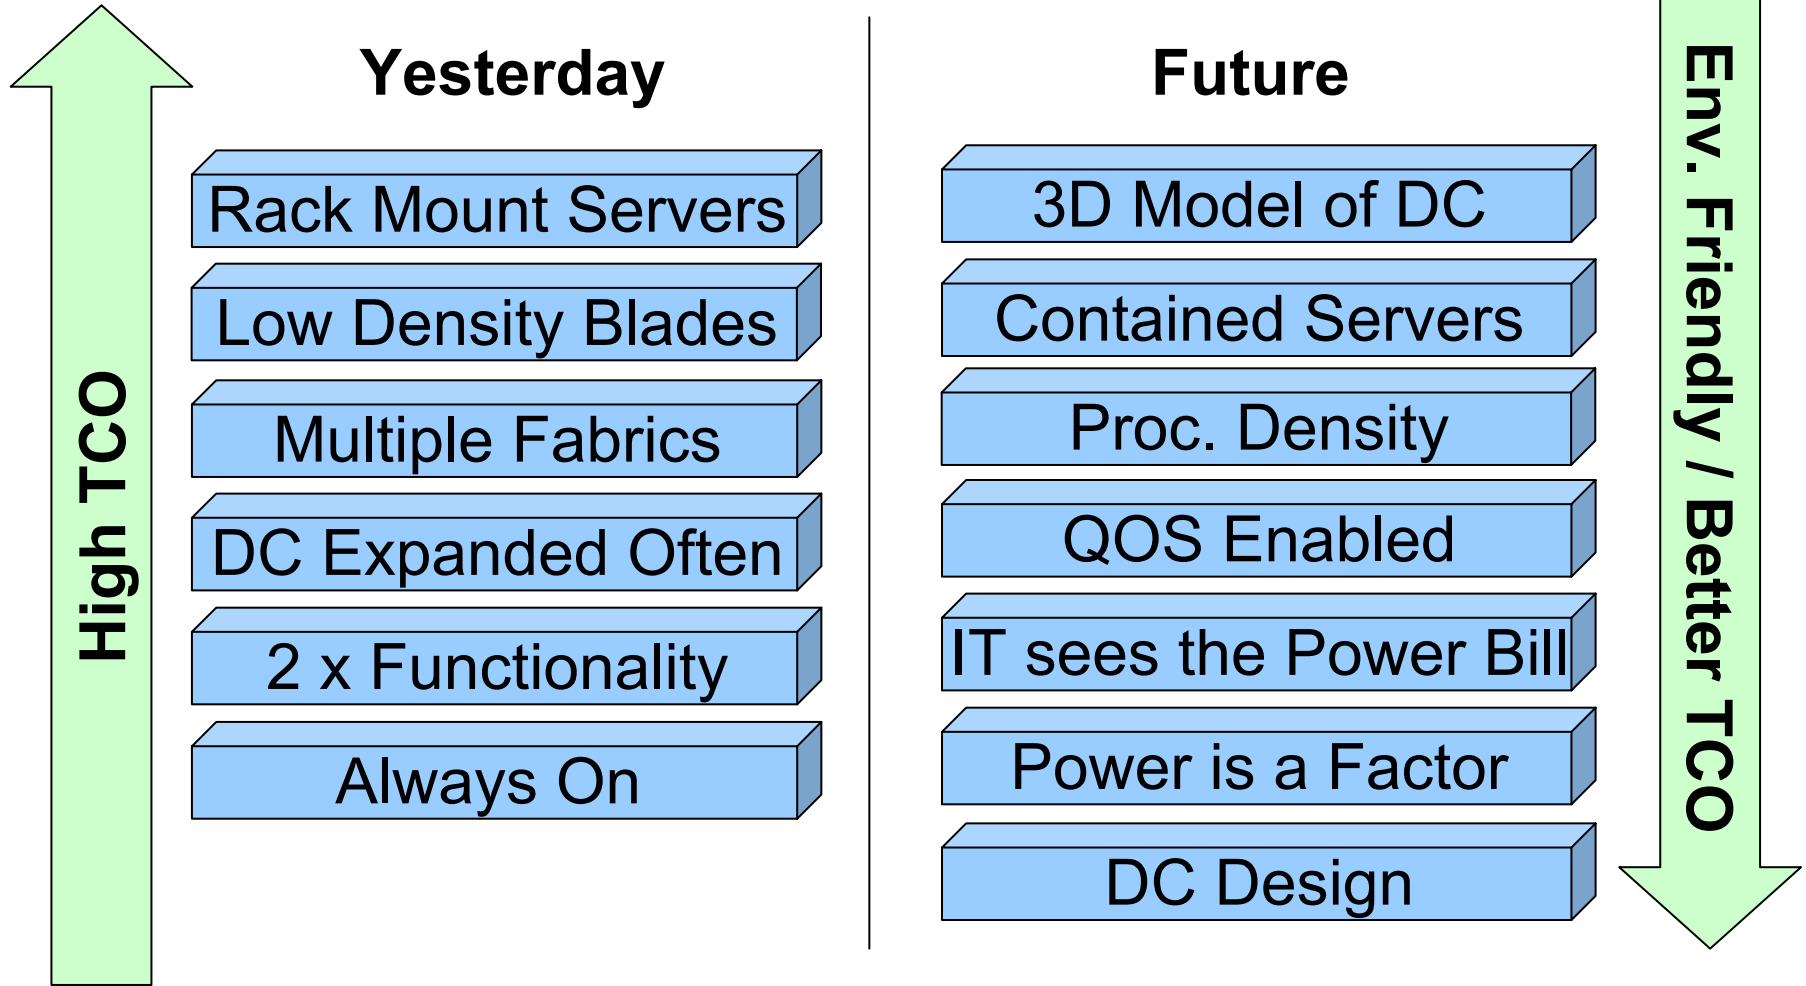 High TCO
Yesterday
Rack Mount Servers
Low Density Blades
Multiple Fabrics
DC Expanded Often
2 x Functionality
Always On
Future
3D Model of DC
Contained Servers
Proc. Density
QOS Enabled
IT sees the Power Bill
Power is a Factor
DC Design
Env. Friendly / Better TCO